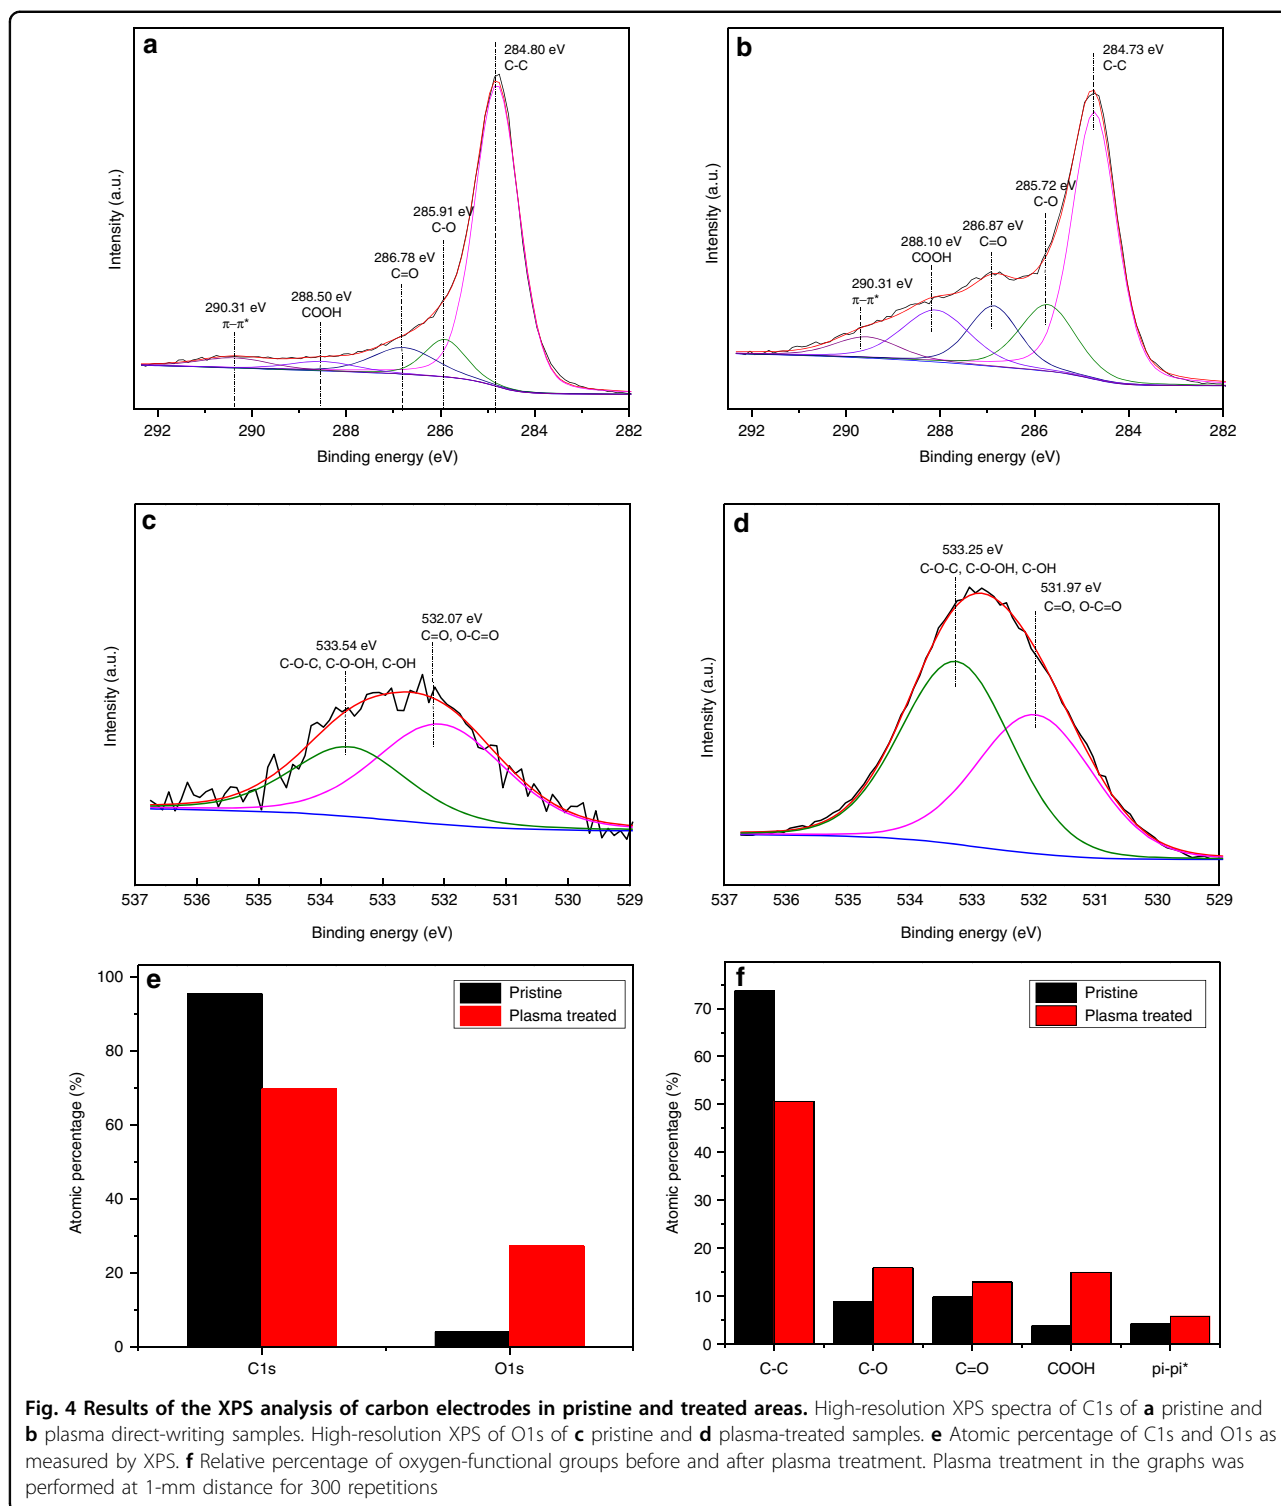 a
284.80 eV
C-C
285.91 eV
C-O
286.78 eV
C=O
288.50 eV
COOH
290.31 eV
π–π*
Intensity (a.u.)
292 290 288 286 284 282
Binding energy (eV)
b
284.73 eV
C-C
285.72 eV
C-O
286.87 eV
C=O
288.10 eV
COOH
290.31 eV
π–π*
Intensity (a.u.)
292 290 288 286 284 282
Binding energy (eV)
c
532.07 eV
C=O, O-C=O
533.54 eV
C-O-C, C-O-OH, C-OH
Intensity (a.u.)
537 536 535 534 533 532 531 530 529
Binding energy (eV)
d
533.25 eV
C-O-C, C-O-OH, C-OH
531.97 eV
C=O, O-C=O
Intensity (a.u.)
537 536 535 534 533 532 531 530 529
Binding energy (eV)
e
Pristine
Plasma treated
Atomic percentage (%)
100
80
60
40
20
0
C1s O1s
f
Pristine
Plasma treated
Atomic percentage (%)
70
60
50
40
30
20
10
0
C-C C-O C=O COOH pi-pi*
Fig. 4 Results of the XPS analysis of carbon electrodes in pristine and treated areas. High-resolution XPS spectra of C1s of a pristine and
b plasma direct-writing samples. High-resolution XPS of O1s of c pristine and d plasma-treated samples. e Atomic percentage of C1s and O1s as
measured by XPS. f Relative percentage of oxygen-functional groups before and after plasma treatment. Plasma treatment in the graphs was
performed at 1-mm distance for 300 repetitions